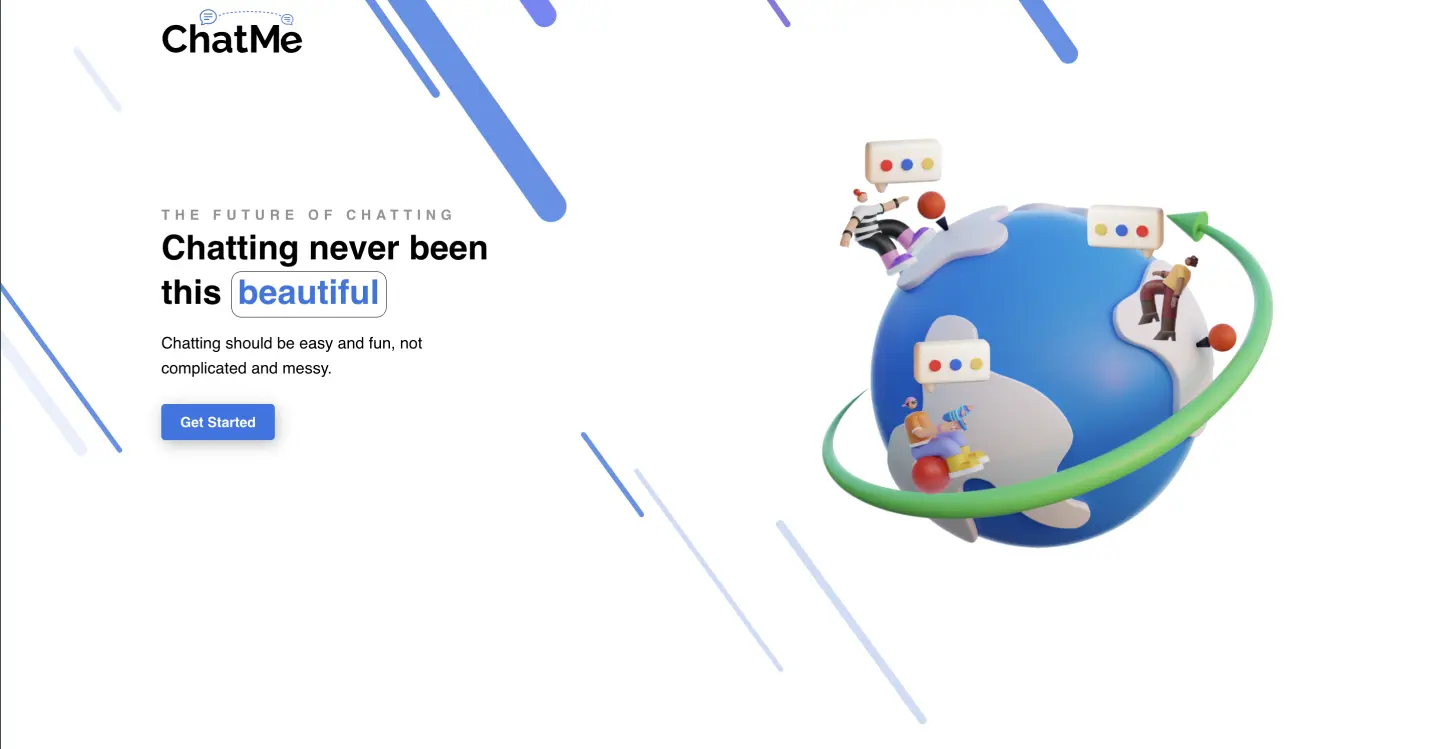 ChatMe
THE FUTURE OF CHATTING
Chatting never been
this beautiful
Chatting should be easy and fun, not
complicated and messy.
Get Started